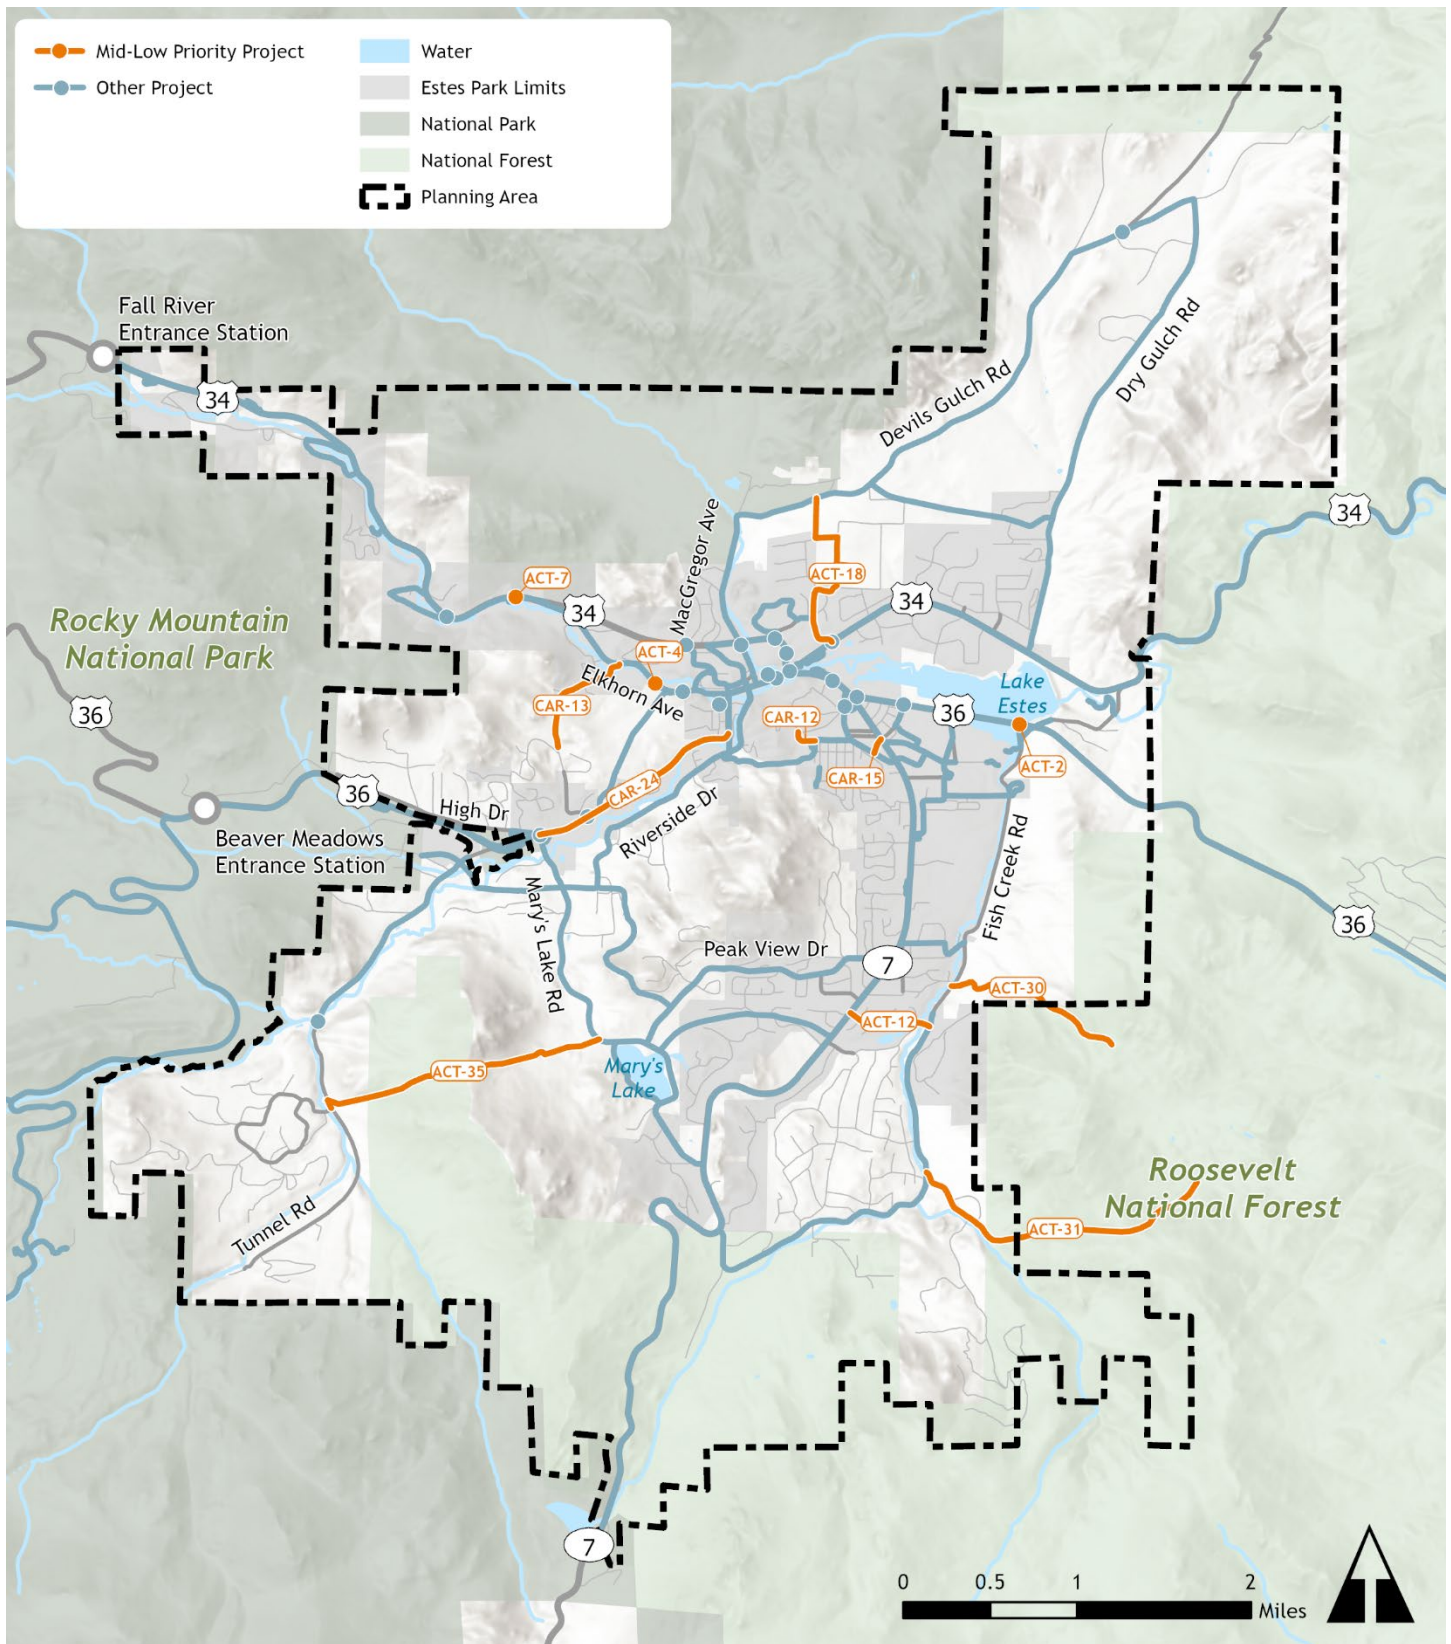 Mid-Low Priority Project
Other Project
Water
Estes Park Limits
National Park
National Forest
Planning Area
Fall River
Entrance Station
34
Devils Gulch Rd
Dry Gulch Rd
34
MacGregor Ave
ACT-7
ACT-18
34
34
Rocky Mountain
National Park
ACT-4
Elkhorn Ave
Lake
Estes
36
CAR-13
CAR-12
36
ACT-2
CAR-15
CAR-24
36
High Dr
Riverside Dr
Beaver Meadows
Entrance Station
Fish Creek Rd
36
Mary's Lake Rd
Peak View Dr
7
ACT-30
ACT-12
ACT-35
Mary's
Lake
Roosevelt
National Forest
Tunnel Rd
ACT-31
7
0 0.5 1 2
Miles